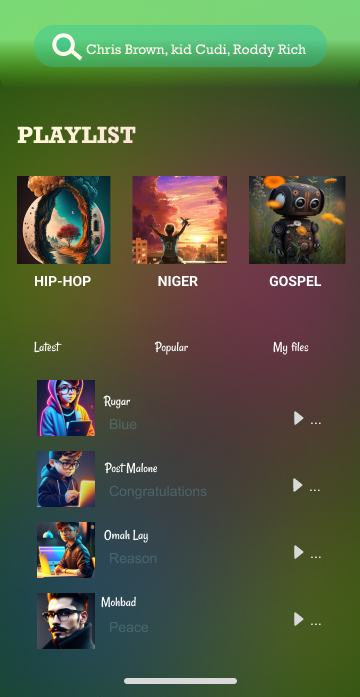 Chris Brown, kid Cudi, Roddy Rich
PLAYLIST
HIP-HOP
NIGER
GOSPEL
Latest
Popular
My files
Rugar
Blue
...
Post Malone
Congratulations
...
Omah Lay
Reason
...
Mohbad
Peace
...